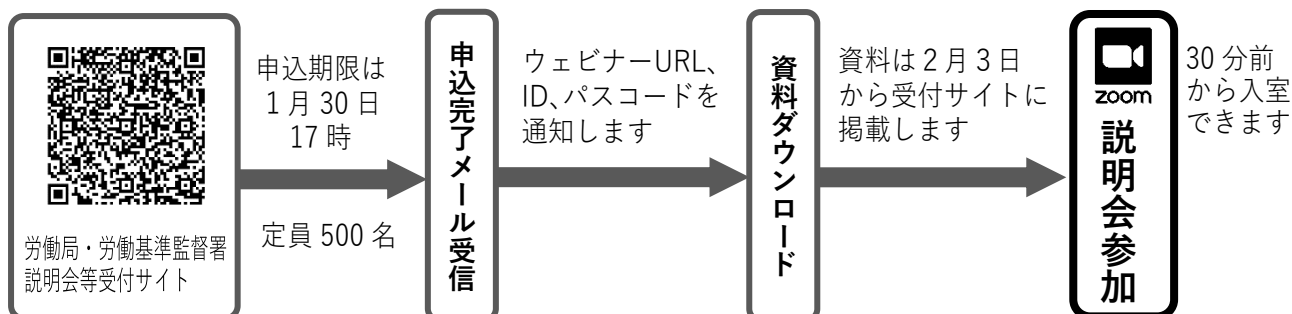 労働局・労働基準監督署
説明会等受付サイト
申込期限は
1月30日
17時
定員 500 名
申込完了メール受信
ウェビナーURL、
ID、パスコードを
通知します
資料ダウンロード
資料は2月3日
から受付サイトに
掲載します
zoom
説明会参加
30分前
から入室
できます